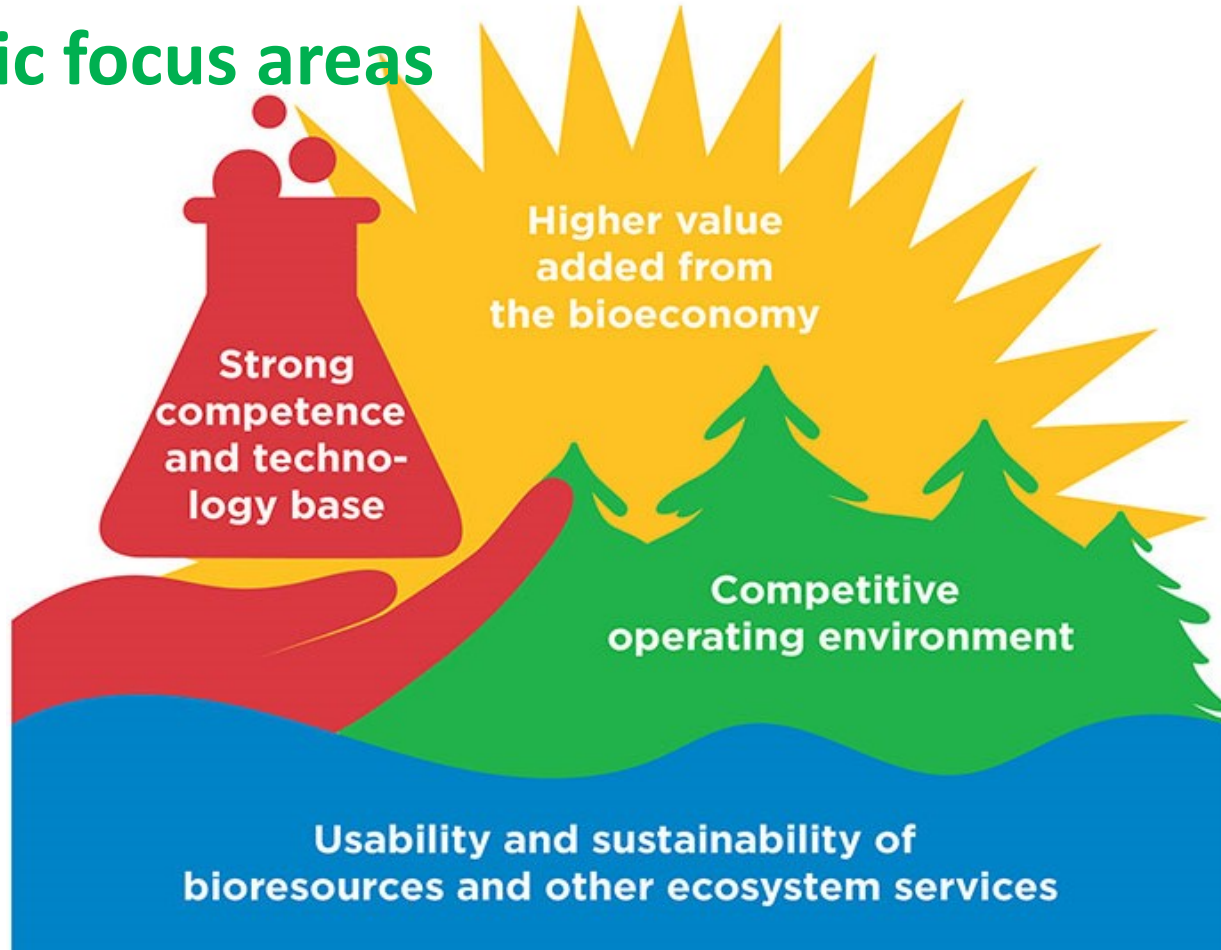 ic focus areas
Higher value
added from
the bioeconomy
Strong
competence
and techno-
logy base
Competitive
operating environment
Usability and sustainability of
bioresources and other ecosystem services